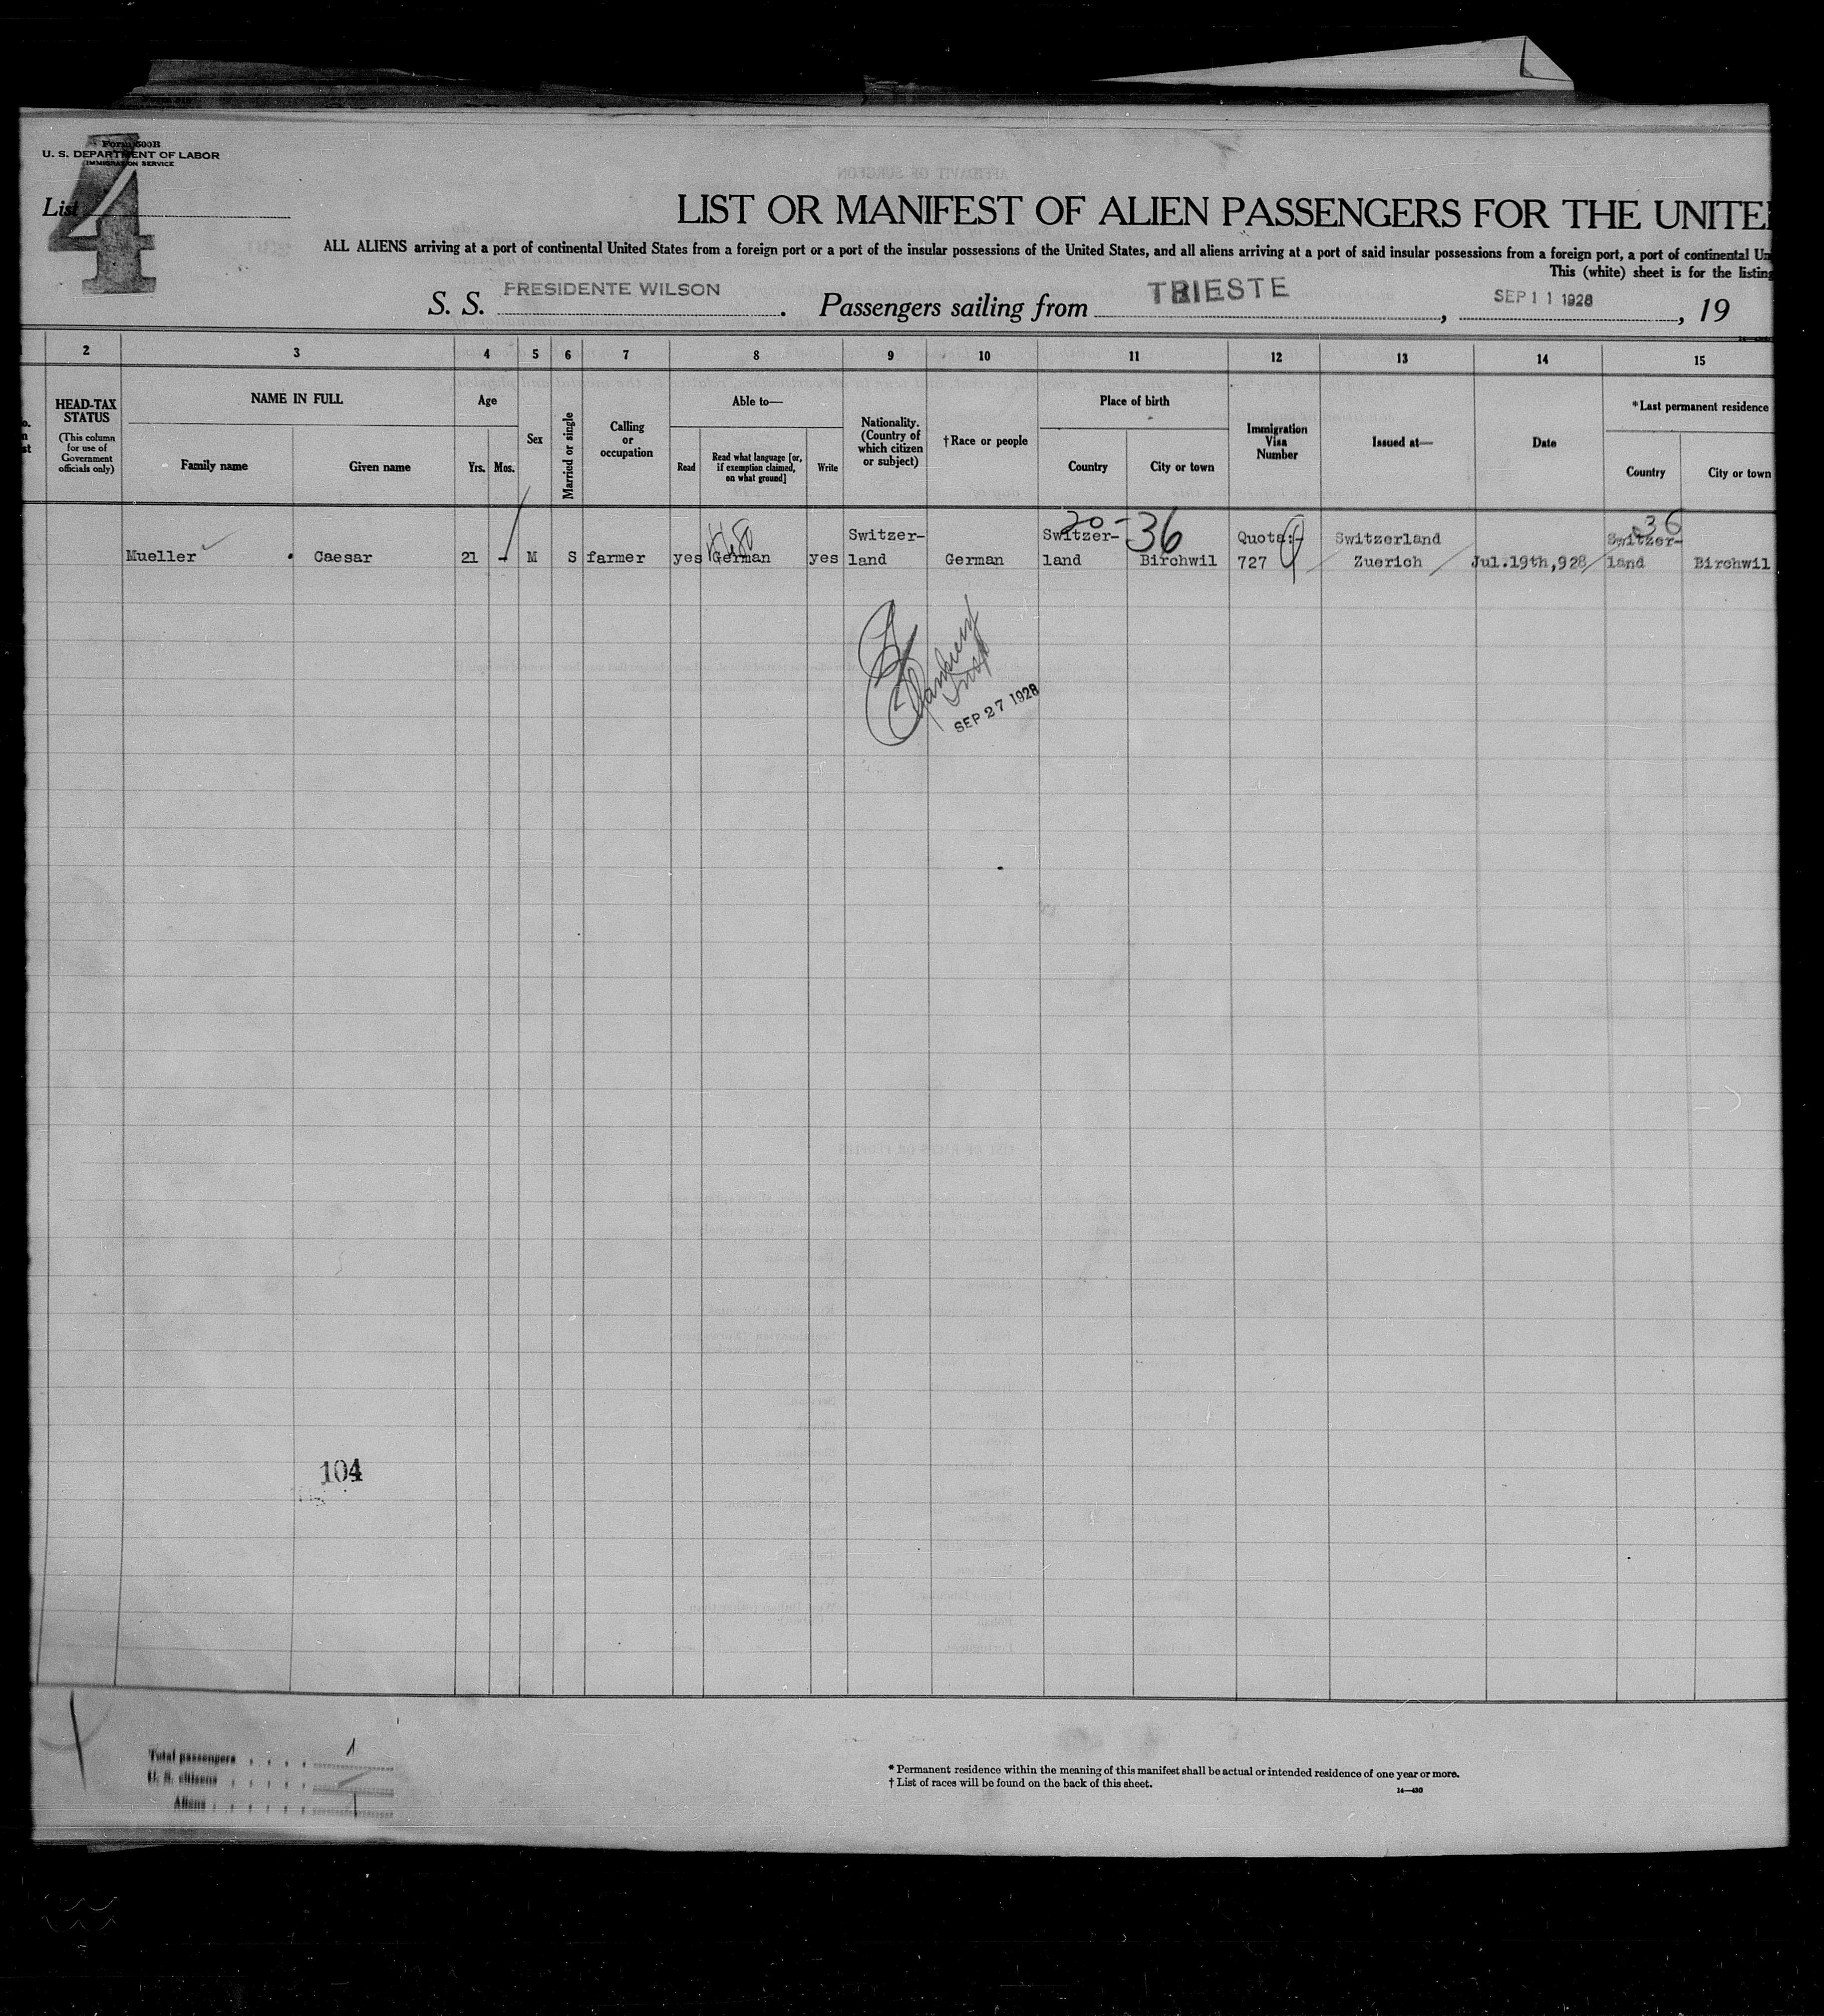 Form 500B
U. S. DEPARTMENT OF LABOR
IMMIGRATION SERVICE
4
List
LIST OR MANIFEST OF ALIEN PASSENGERS FOR THE UNITE
ALL ALIENS arriving at a port of continental United States from a foreign port or a port of the insular possessions of the United States, and all aliens arriving at a port of said insular possessions from a foreign port, a port of continental Un
This (white) sheet is for the listing
S. S. PRESIDENTE WILSON . Passengers sailing from TRIESTE , SEP 11 1928 , 19
2 3 4 5 6 7 8 9 10 11 12 13 14 15
HEAD-TAX STATUS
(This column for use of Government officials only)
NAME IN FULL
Family name Given name
Age
Yrs. Mos.
Sex
Married or single
Calling or occupation
Able to—
Read Read what language [or, if exemption claimed, on what ground] Write
Nationality. (Country of which citizen or subject)
†Race or people
Place of birth
Country City or town
Immigration Visa Number
Issued at—
Date
*Last permanent residence
Country City or town
20-36 36
Mueller Caesar 21 - M S farmer yes German yes Switzer-land German Switzer-land Birchwil Quota:- 727 Switzerland Zuerich Jul.19th,928 Switzer-land Birchwil
SEP 27 1928
104
Total passengers 1
U. S. citizens
Aliens 1
* Permanent residence within the meaning of this manifest shall be actual or intended residence of one year or more.
† List of races will be found on the back of this sheet.
14—430